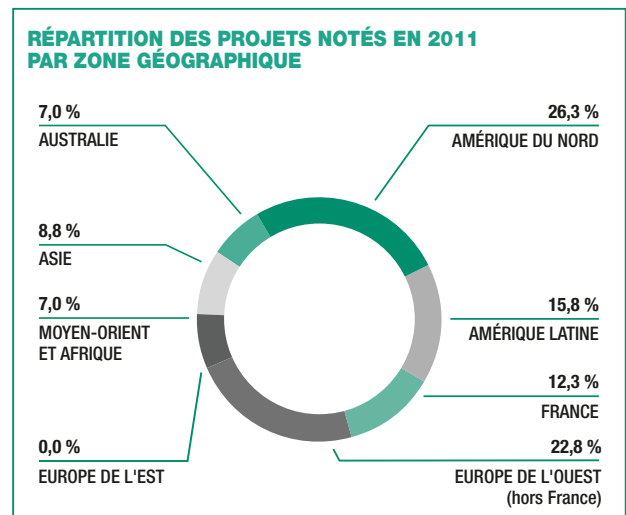 RÉPARTITION DES PROJETS NOTÉS EN 2011
PAR ZONE GÉOGRAPHIQUE
7,0 %
AUSTRALIE
26,3 %
AMÉRIQUE DU NORD
8,8 %
ASIE
7,0 %
MOYEN-ORIENT
ET AFRIQUE
15,8 %
AMÉRIQUE LATINE
12,3 %
FRANCE
0,0 %
EUROPE DE L'EST
22,8 %
EUROPE DE L'OUEST
(hors France)